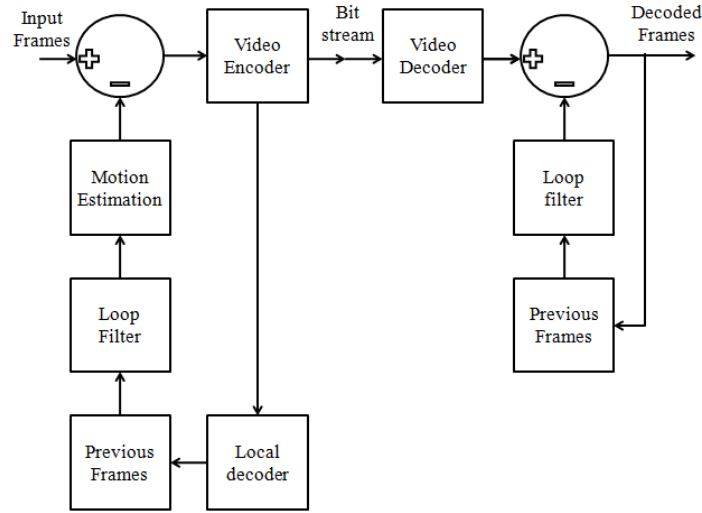 Input
Frames
Video
Encoder
Bit
stream
Video
Decoder
Decoded
Frames
Motion
Estimation
Loop
filter
Loop
Filter
Previous
Frames
Previous
Frames
Local
decoder